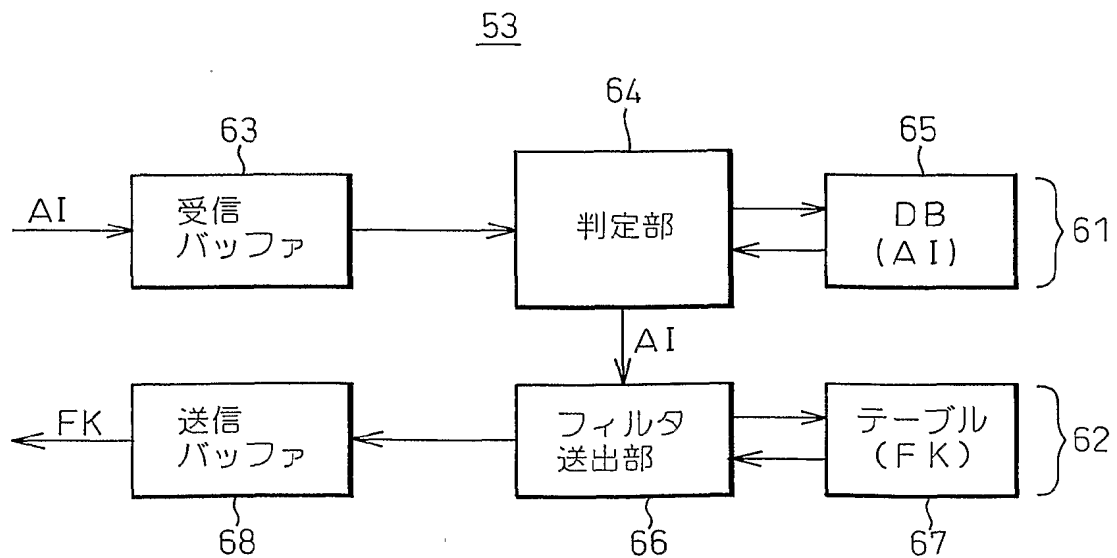 53
63
64
65
AI
受信
バッファ
判定部
DB
(AI)
61
AI
FK
送信
バッファ
フィルタ
送出部
テーブル
(FK)
62
68
66
67